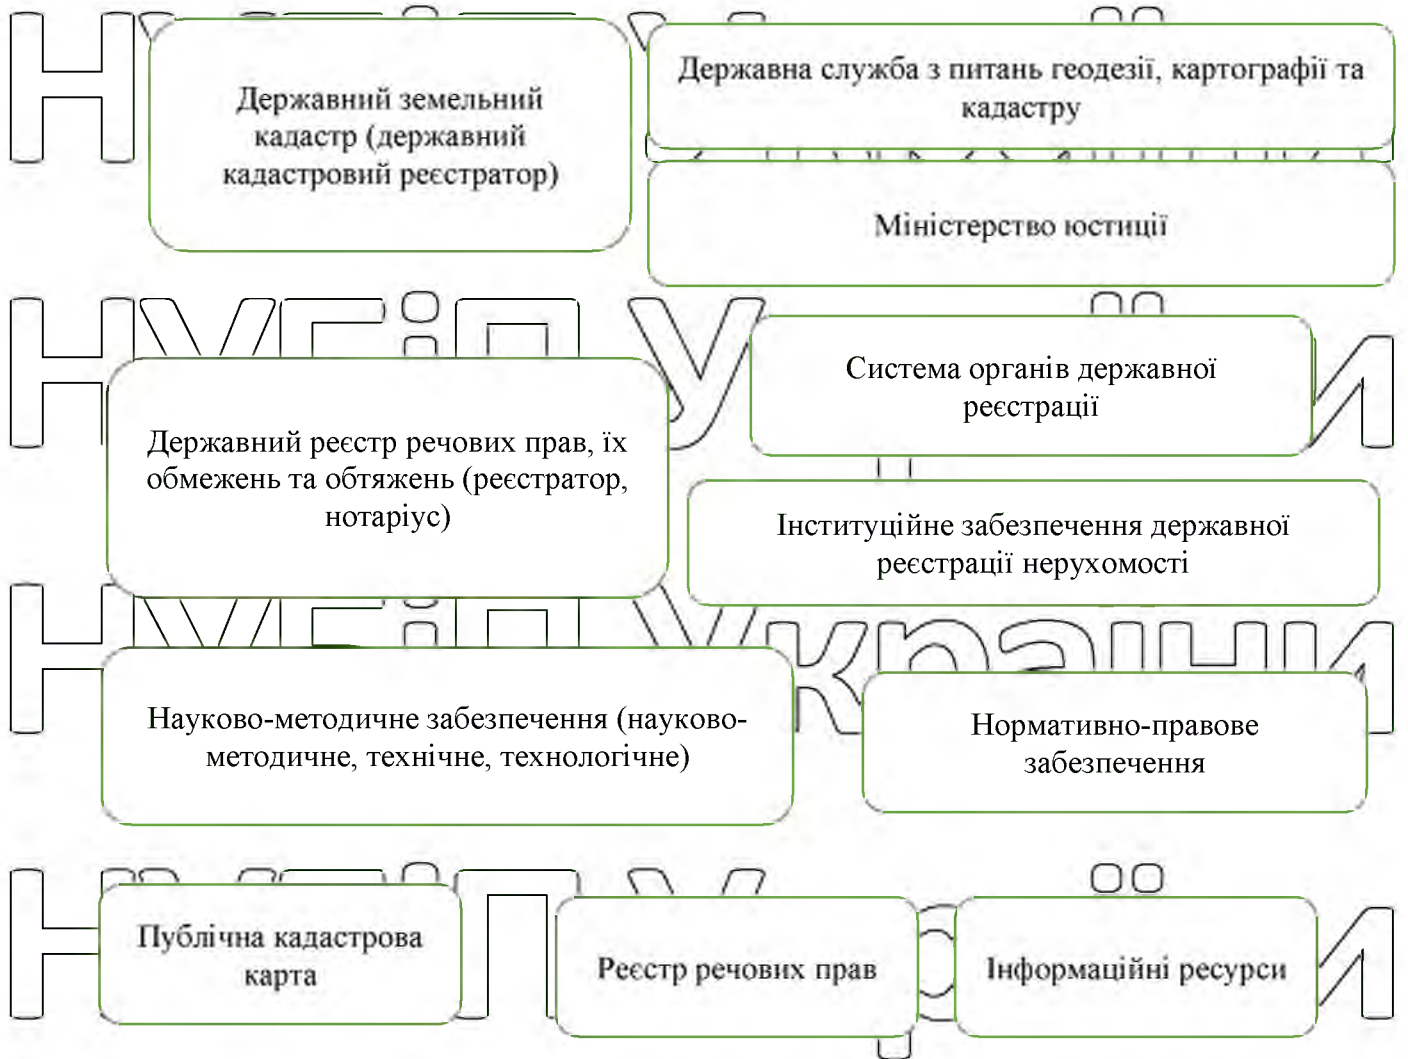 Державний земельний
кадастр (державний
кадастровий реєстратор)
Державна служба з питань геодезії, картографії та
кадастру
Міністерство юстиції
Державний реєстр речових прав, їх
обмежень та обтяжень (реєстратор,
нотаріус)
Система органів державної
реєстрації
Інституційне забезпечення державної
реєстрації нерухомості
Науково-методичне забезпечення (науково-
методичне, технічне, технологічне)
Нормативно-правове
забезпечення
Публічна кадастрова
карта
Реєстр речових прав
Інформаційні ресурси
НУБіП України